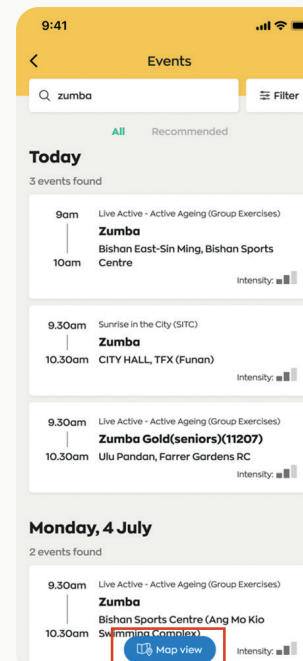 9:41
Events
zumba
Filter
All Recommended
Today
3 events found
9am
Live Active - Active Ageing (Group Exercises)
Zumba
Bishan East-Sin Ming, Bishan Sports
10am Centre
Intensity:
9.30am
Sunrise in the City (SITC)
Zumba
10.30am CITY HALL, TFX (Funan)
Intensity:
9.30am
Live Active - Active Ageing (Group Exercises)
Zumba Gold(seniors)(11207)
10.30am Ulu Pandan, Farrer Gardens RC
Intensity:
Monday, 4 July
2 events found
9.30am
Live Active - Active Ageing (Group Exercises)
Zumba
Bishan Sports Centre (Ang Mo Kio
10.30am Swimming Complex)
Map view
Intensity: